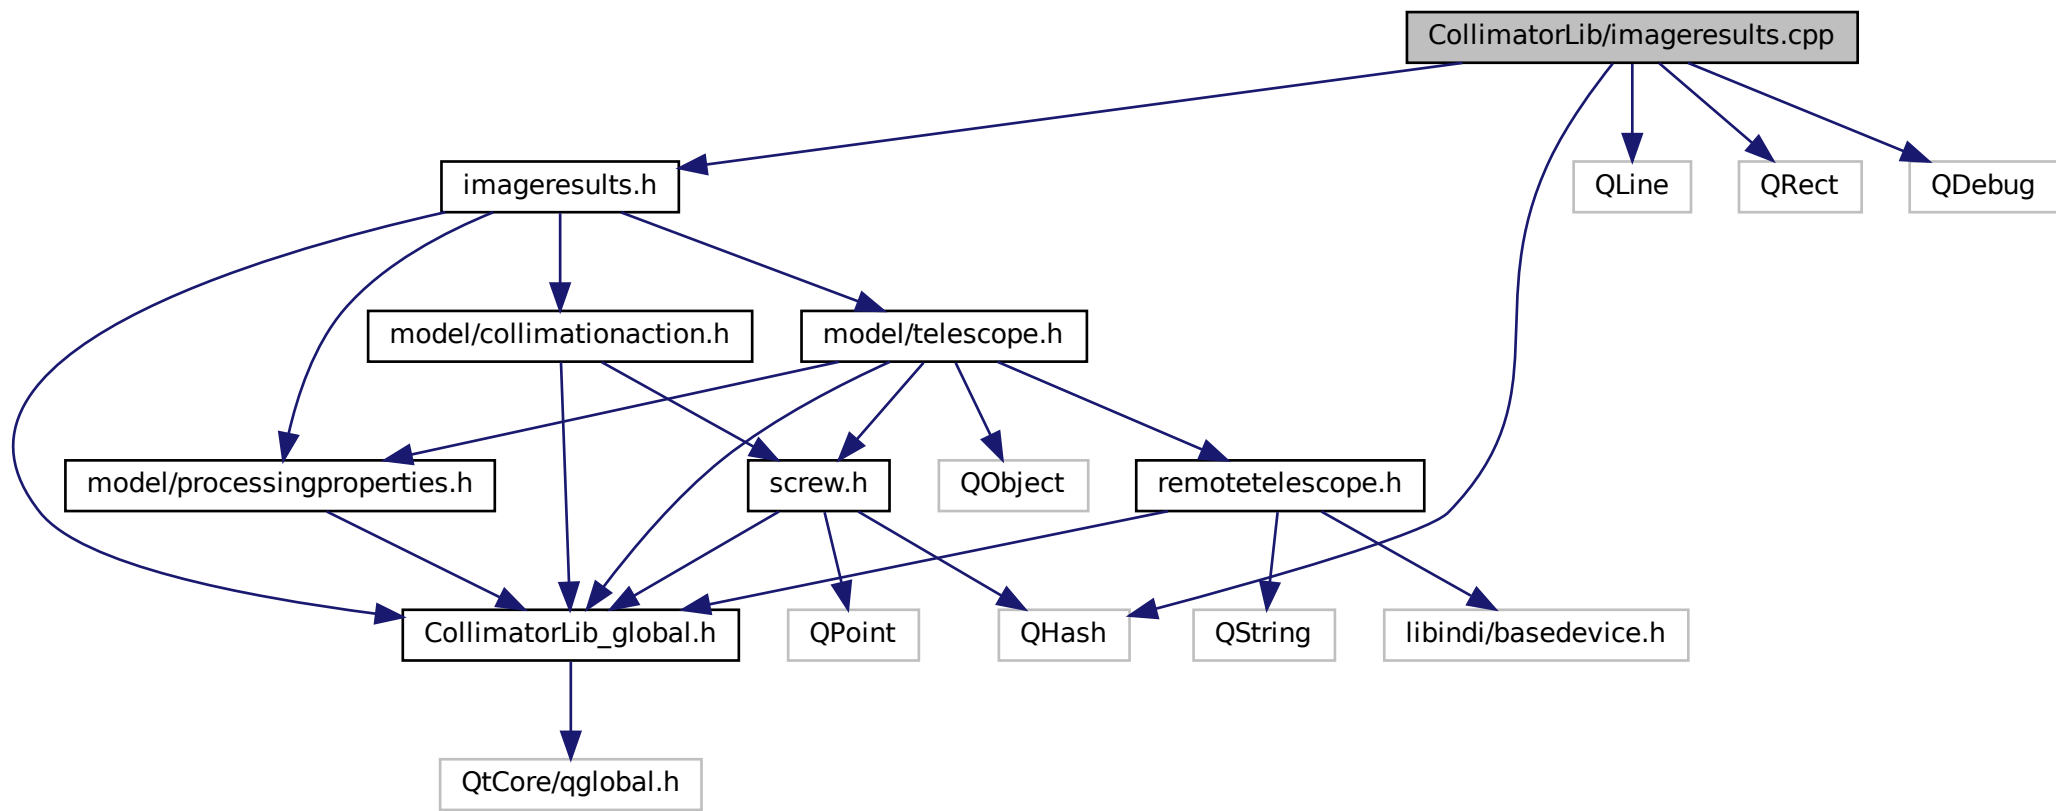 CollimatorLib/imageresults.cpp
imageresults.h
QLine
QRect
QDebug
model/collimationaction.h
model/telescope.h
model/processingproperties.h
screw.h
QObject
remotetelescope.h
CollimatorLib_global.h
QPoint
QHash
QString
libindi/basedevice.h
QtCore/qglobal.h